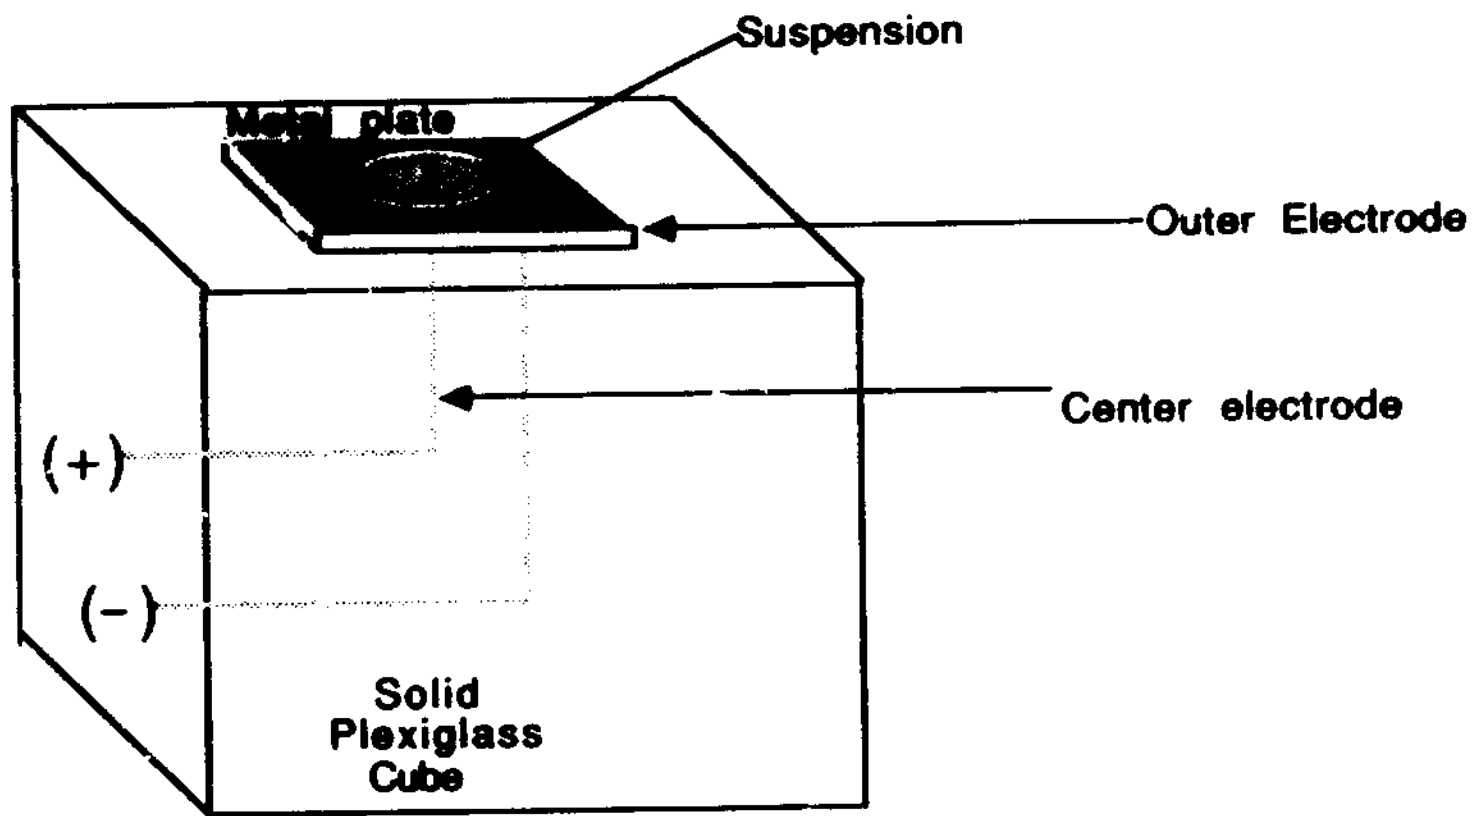 Suspension
Metal plate
Outer Electrode
Center electrode
(+)
(-)
Solid
Plexiglass
Cube